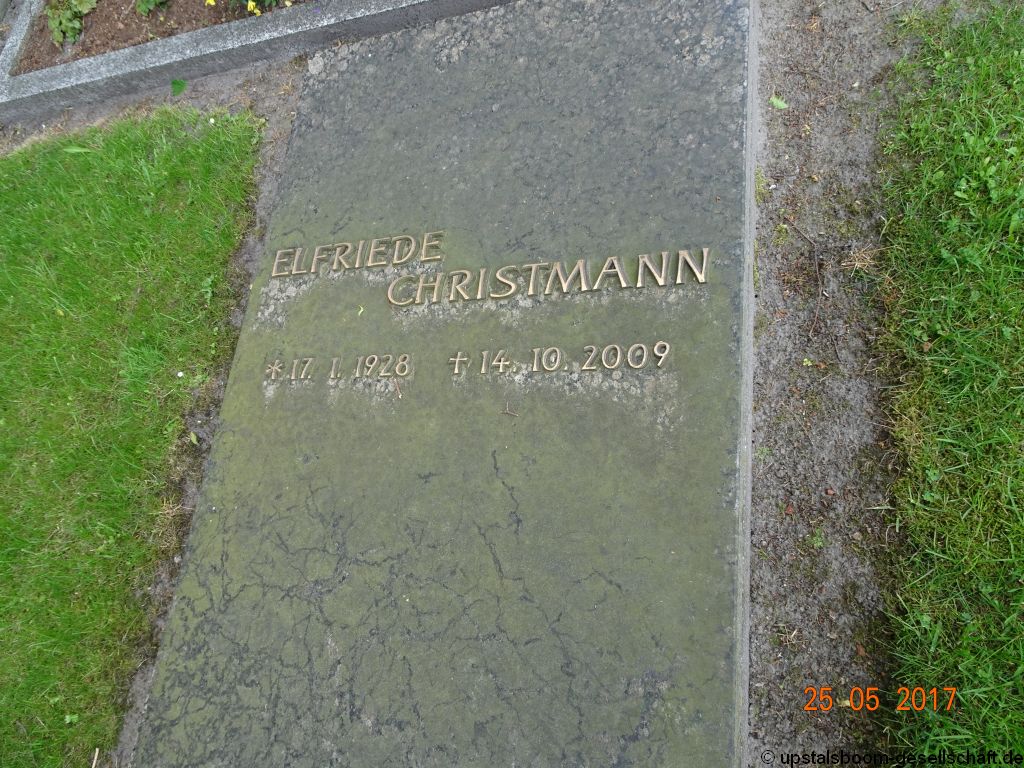 ELFRIEDE
CHRISTMANN
*17. 1. 1928 †14. 10. 2009
25 05 2017
© upstalsboom-gesellschaft.de